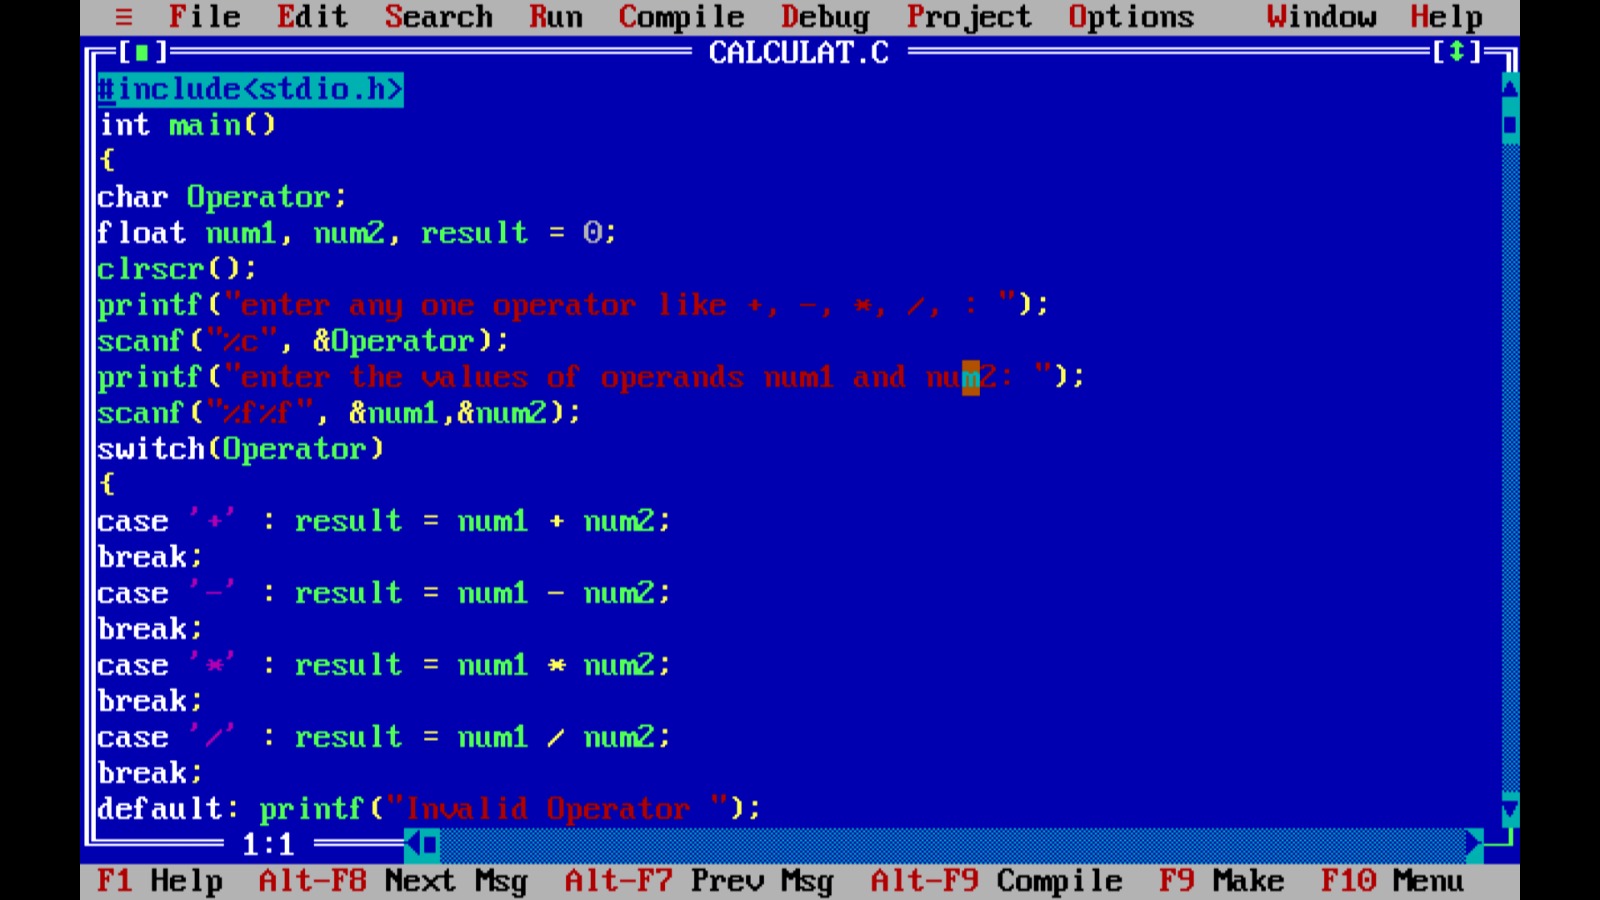 ≡ File Edit Search Run Compile Debug Project Options Window Help
[■] CALCULAT.C [↕]
#include<stdio.h>
int main()
{
char Operator;
float num1, num2, result = 0;
clrscr();
printf("enter any one operator like +, -, *, /, : ");
scanf("%c", &Operator);
printf("enter the values of operands num1 and num2: ");
scanf("%f%f", &num1,&num2);
switch(Operator)
{
case '+' : result = num1 + num2;
break;
case '-' : result = num1 - num2;
break;
case '*' : result = num1 * num2;
break;
case '/' : result = num1 / num2;
break;
default: printf("Invalid Operator ");
1:1
F1 Help Alt-F8 Next Msg Alt-F7 Prev Msg Alt-F9 Compile F9 Make F10 Menu